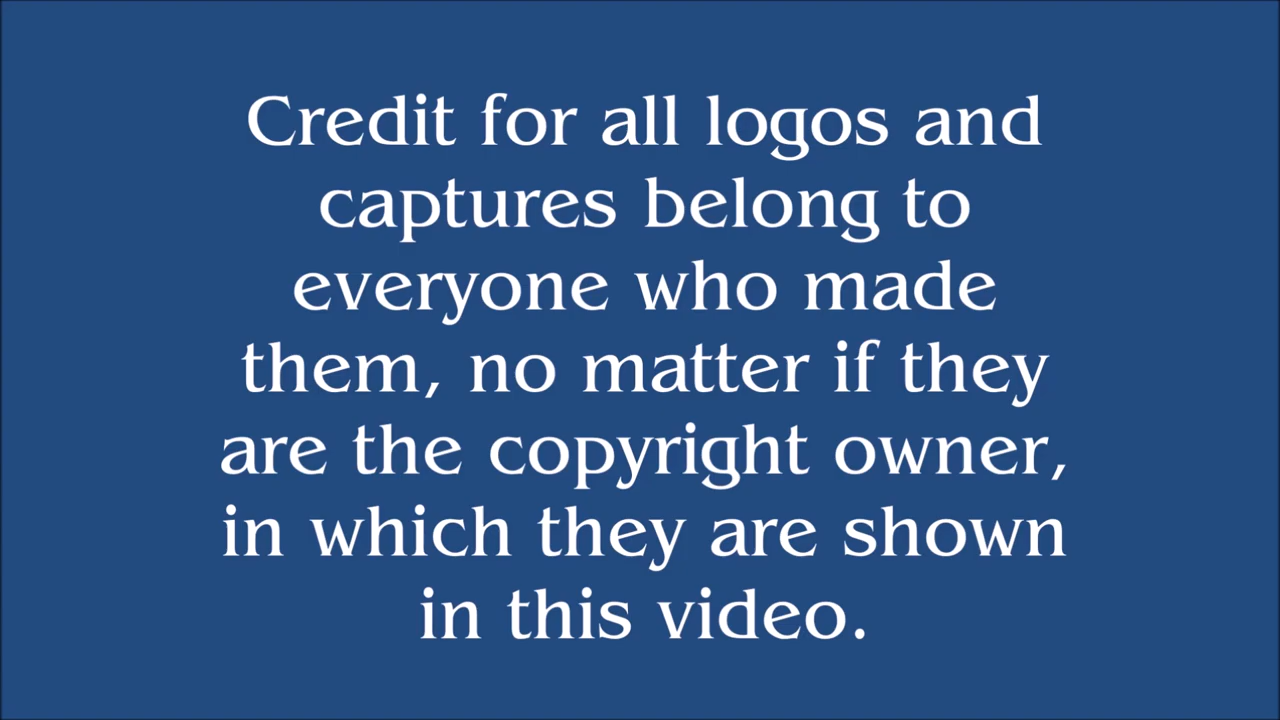 Credit for all logos and
captures belong to
everyone who made
them, no matter if they
are the copyright owner,
in which they are shown
in this video.